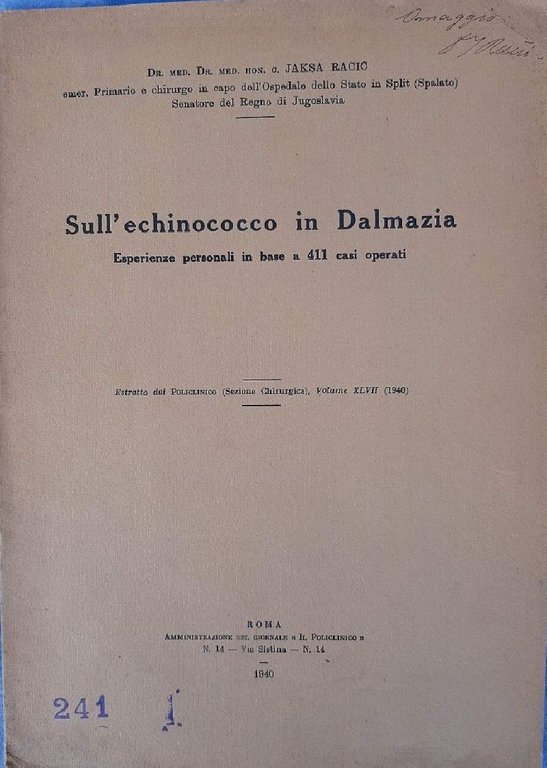 Omaggio
Dr. med. Dr. med. hon. c. JAKSA RACIĆ
emer. Primario e chirurgo in capo dell'Ospedale dello Stato in Split (Spalato)
Senatore del Regno di Jugoslavia
Sull'echinococco in Dalmazia
Esperienze personali in base a 411 casi operati
Estratto dal POLICLINICO (Sezione Chirurgica), Volume XLVII (1940)
ROMA
AMMINISTRAZIONE DEL GIORNALE « IL POLICLINICO »
N. 14 — Via Sistina — N. 14
1940
241 1.